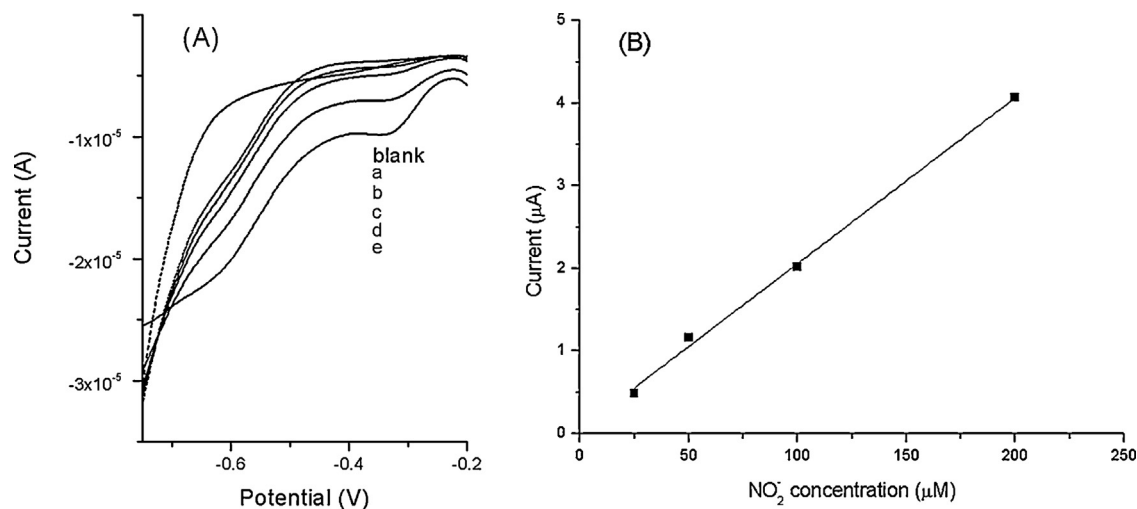 (A)
Current (A)
-1x10⁻⁵
-2x10⁻⁵
-3x10⁻⁵
blank
a
b
c
d
e
-0.6
-0.4
-0.2
Potential (V)
(B)
Current (μA)
5
4
3
2
1
0
0
50
100
150
200
250
NO₂⁻ concentration (μM)